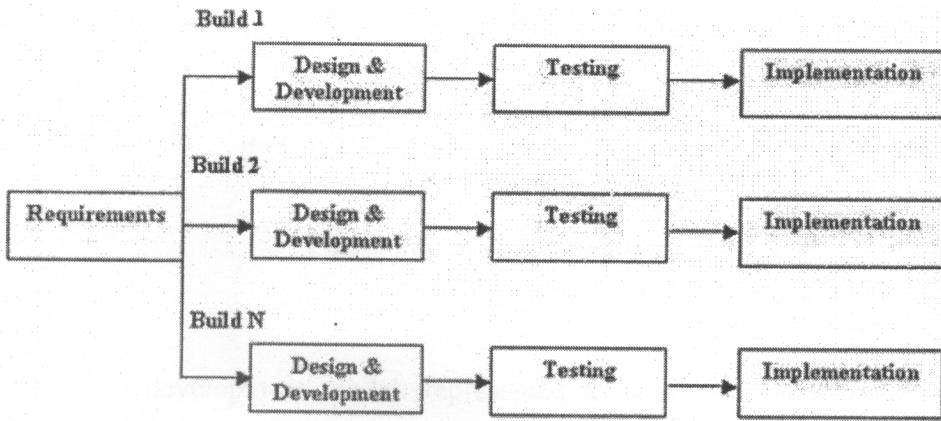 Build 1
Design &
Development
Testing
Implementation
Build 2
Requirements
Design &
Development
Testing
Implementation
Build N
Design &
Development
Testing
Implementation